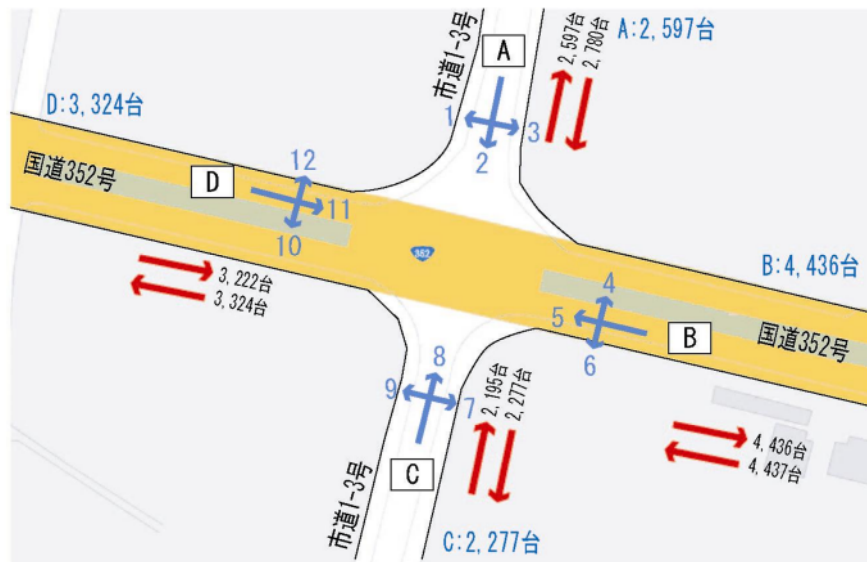 市道1-3号
A
2,597台
2,780台
A:2,597台
1
2
3
D:3,324台
国道352号
D
12
11
10
352
3,222台
3,324台
B:4,436台
4
5
6
B
国道352号
4,436台
4,437台
8
9
7
2,195台
2,277台
C
市道1-3号
C:2,277台